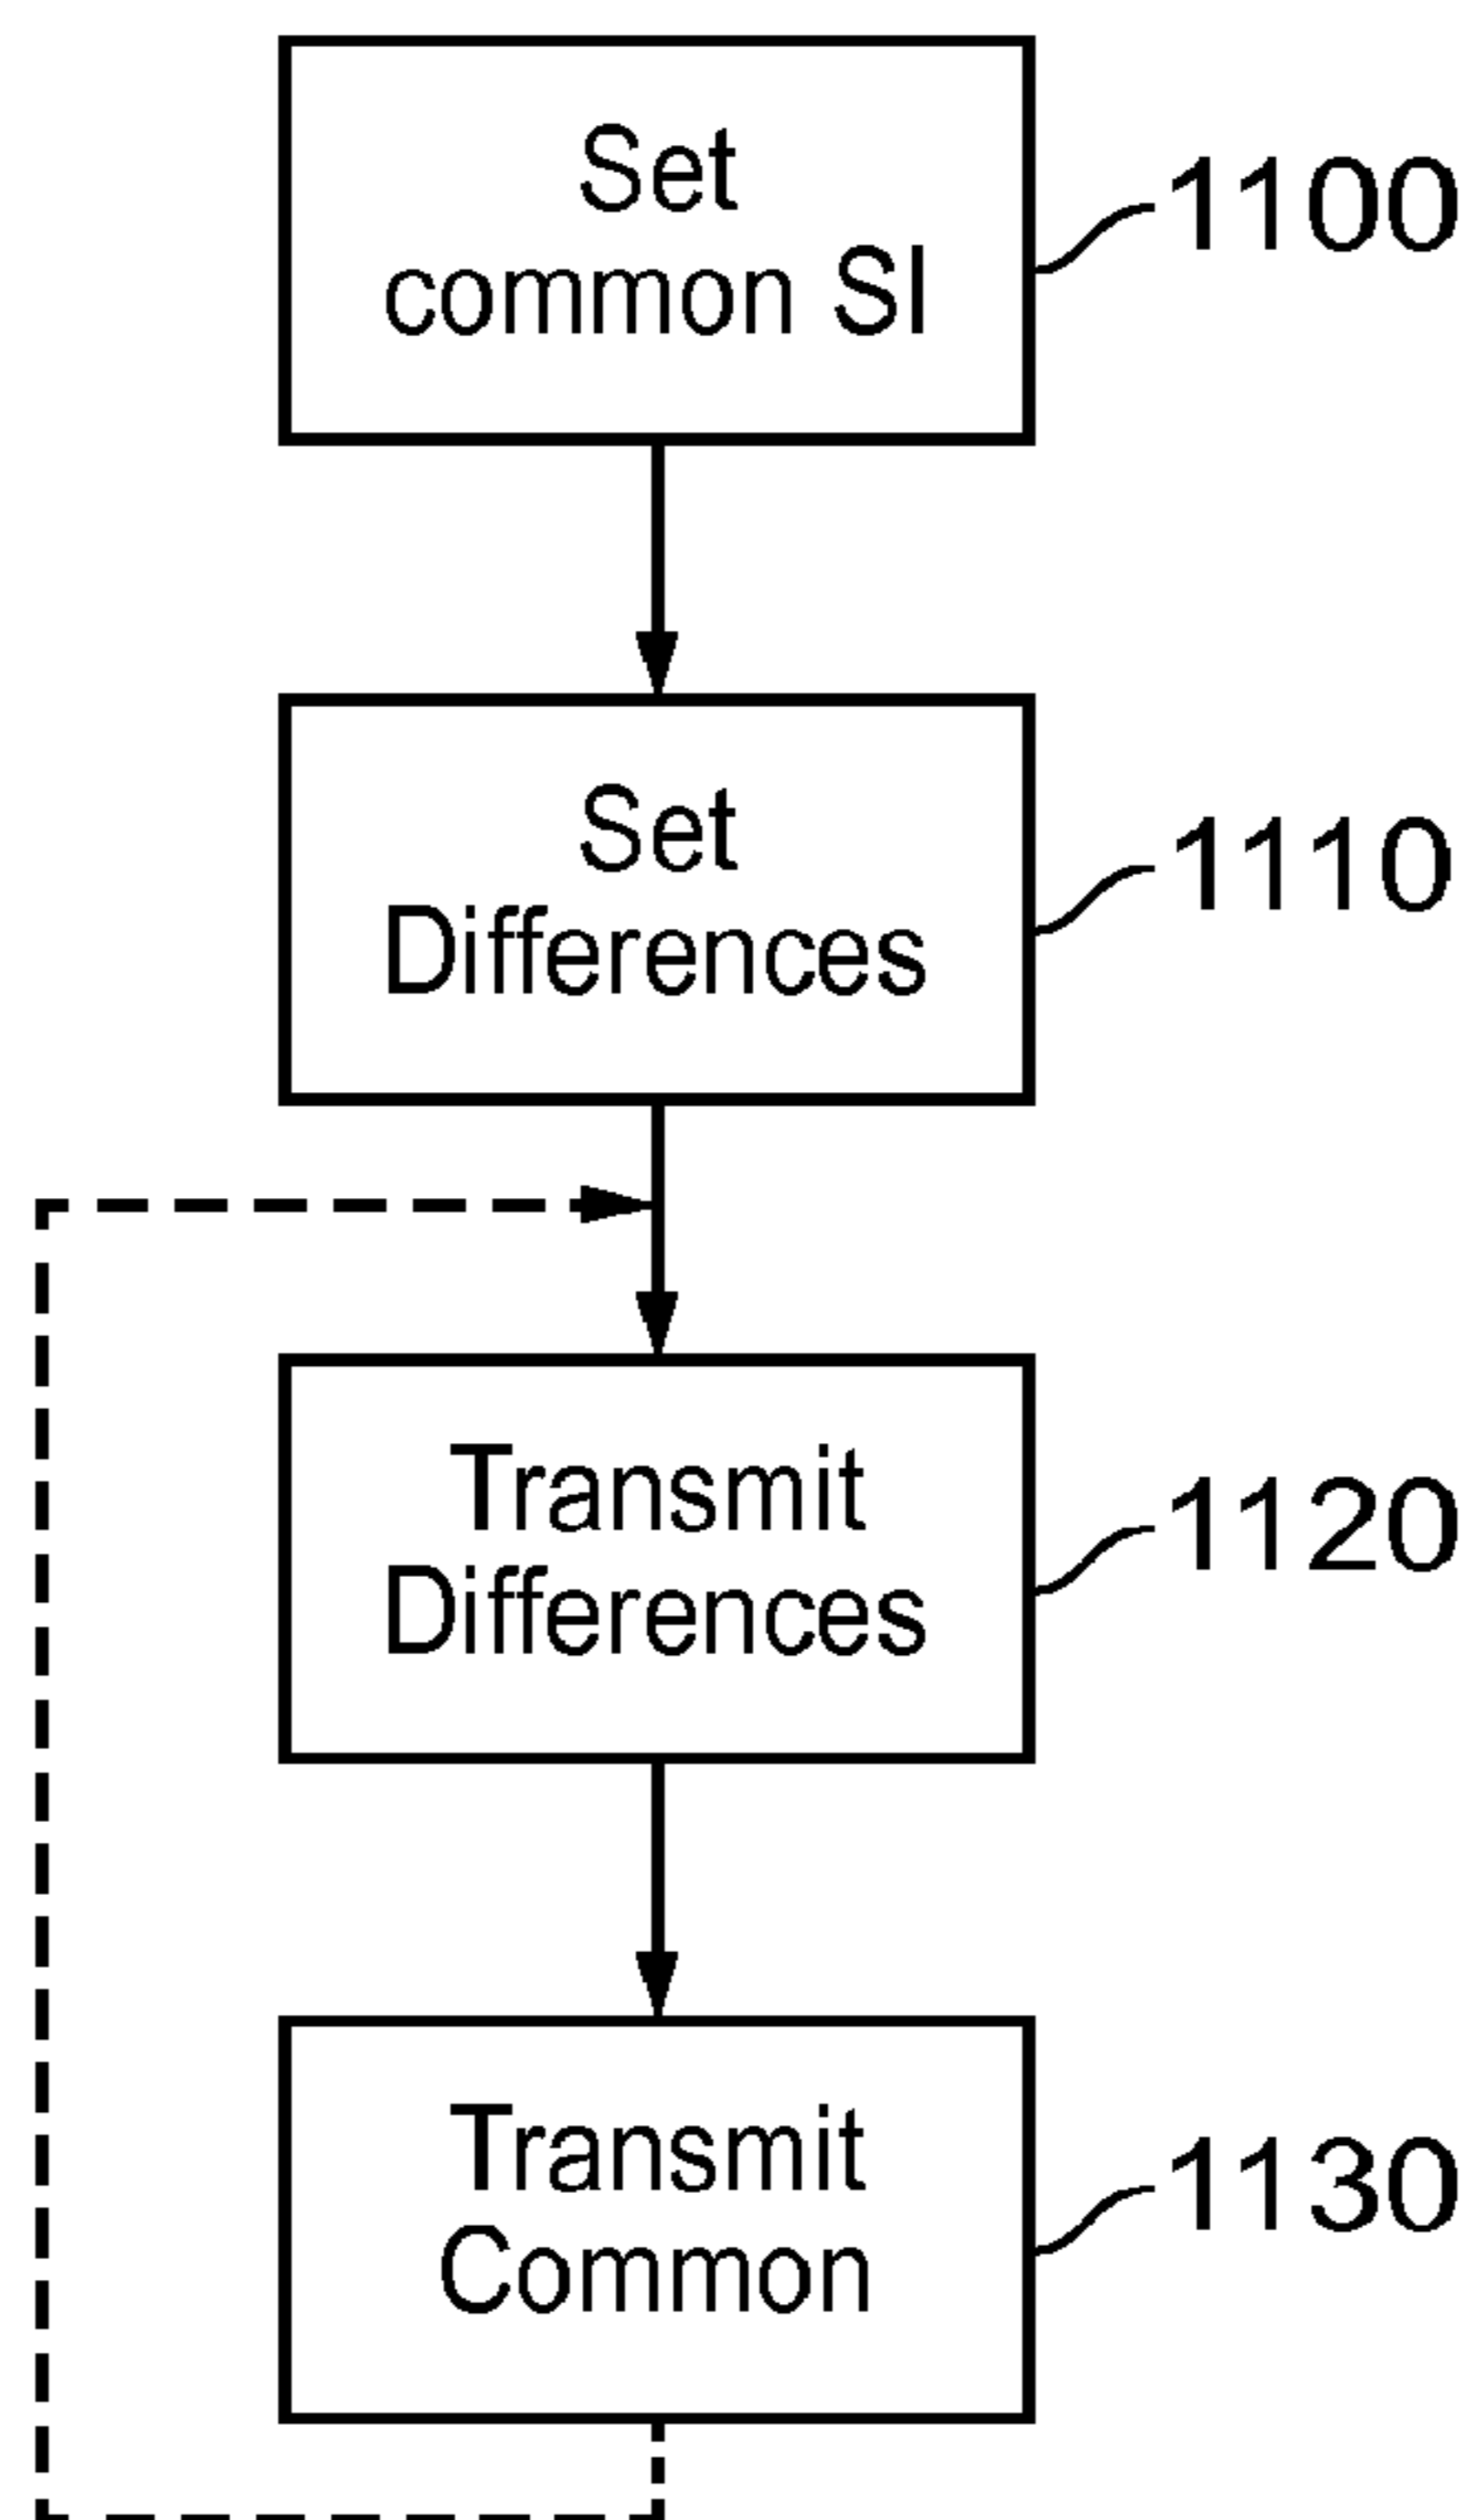 Set
common SI
1100
Set
Differences
1110
Transmit
Differences
1120
Transmit
Common
1130